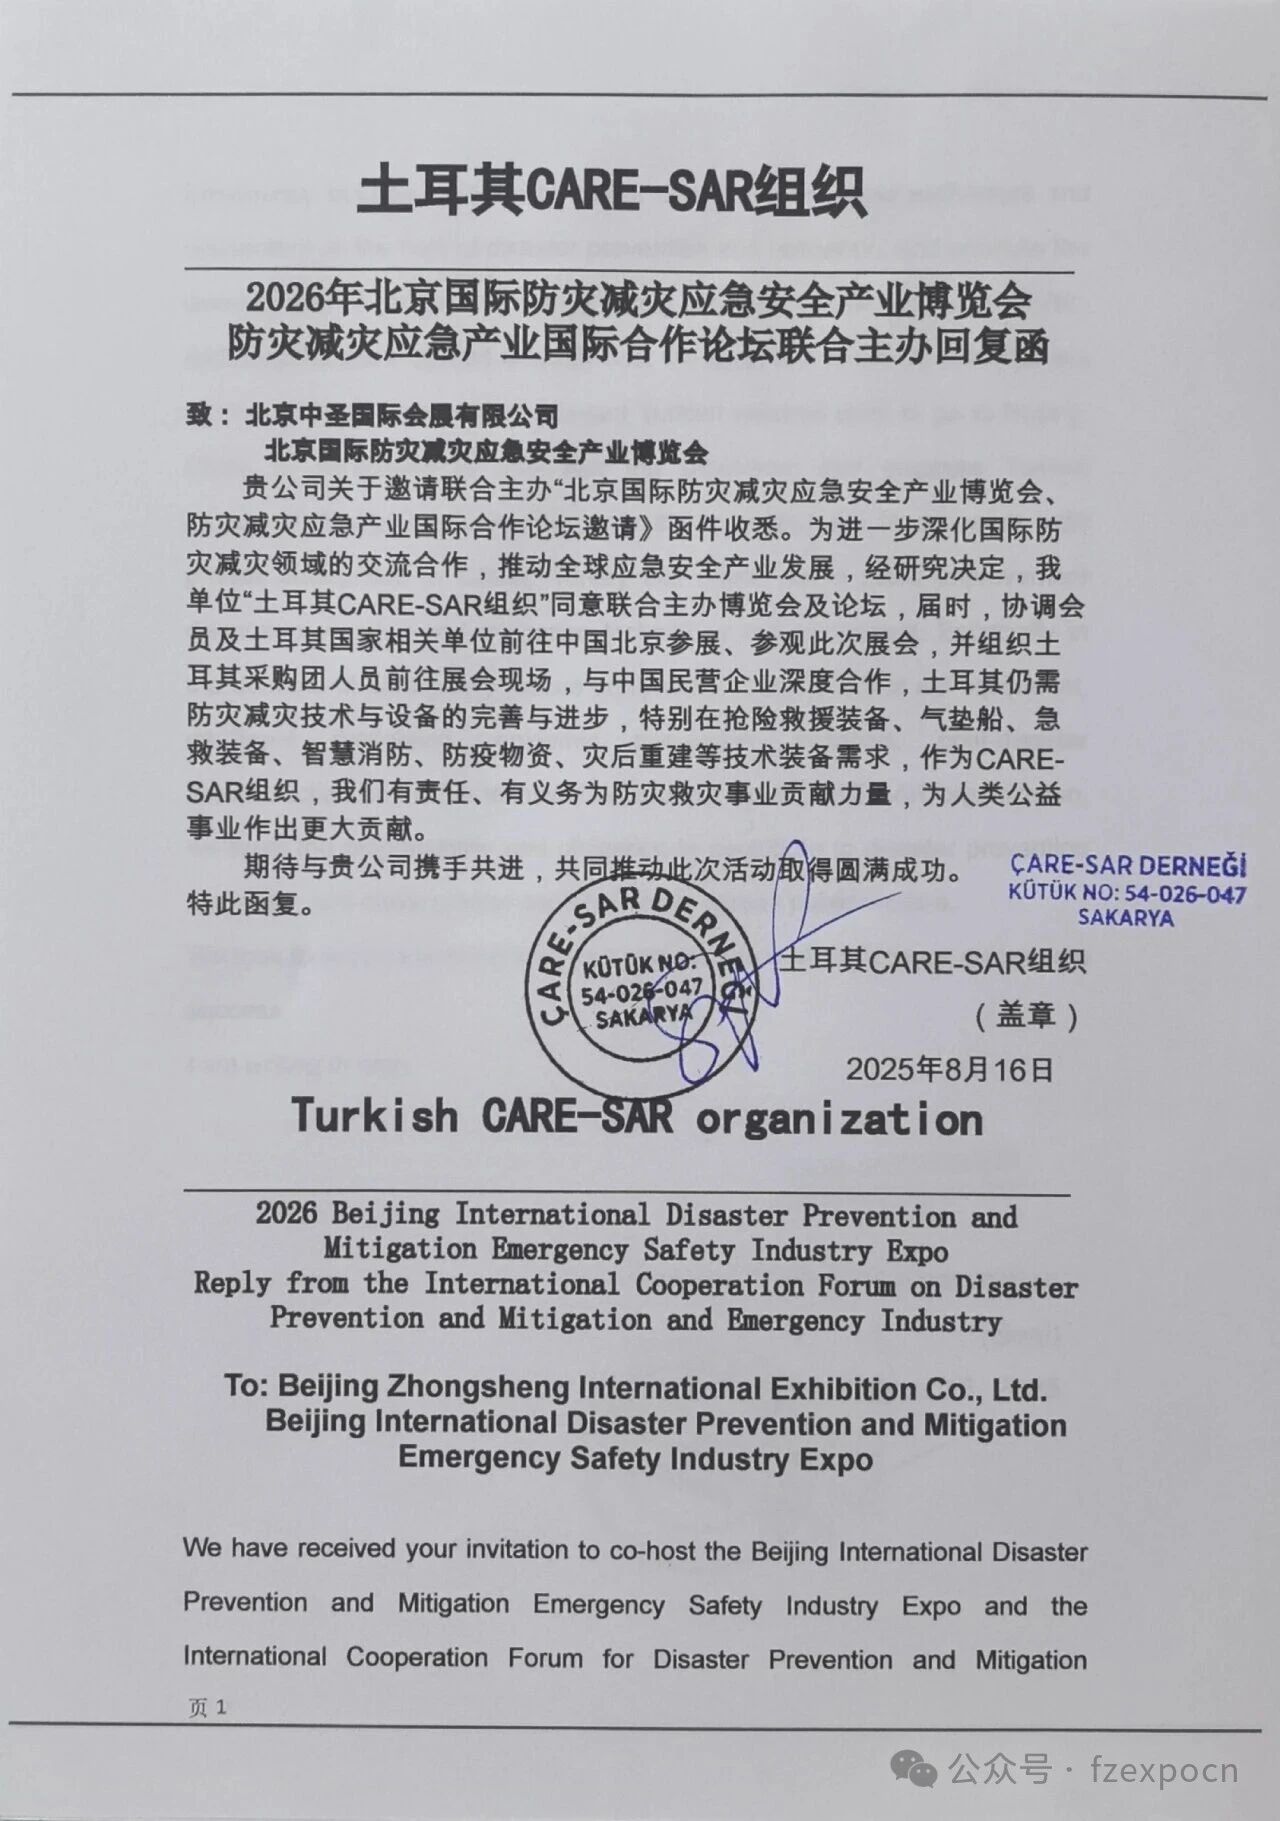 土耳其CARE-SAR组织
2026年北京国际防灾减灾应急安全产业博览会
防灾减灾应急产业国际合作论坛联合主办回复函
致：北京中圣国际会展有限公司
北京国际防灾减灾应急安全产业博览会
贵公司关于邀请联合主办“北京国际防灾减灾应急安全产业博览会、
防灾减灾应急产业国际合作论坛邀请》函件收悉。为进一步深化国际防
灾减灾领域的交流合作，推动全球应急安全产业发展，经研究决定，我
单位“土耳其CARE-SAR组织”同意联合主办博览会及论坛，届时，协调会
员及土耳其国家相关单位前往中国北京参展、参观此次展会，并组织土
耳其采购团人员前往展会现场，与中国民营企业深度合作，土耳其仍需
防灾减灾技术与设备的完善与进步，特别在抢险救援装备、气垫船、急
救装备、智慧消防、防疫物资、灾后重建等技术装备需求，作为CARE-
SAR组织，我们有责任、有义务为防灾救灾事业贡献力量，为人类公益
事业作出更大贡献。
期待与贵公司携手共进，共同推动此次活动取得圆满成功。
特此函复。
ÇARE-SAR DERNEĞİ
KÜTÜK NO: 54-026-047
SAKARYA
ÇARE-SAR DERNEĞİ
KÜTÜK NO:
54-026-047
SAKARYA
土耳其CARE-SAR组织
（盖章）
2025年8月16日
Turkish CARE-SAR organization
2026 Beijing International Disaster Prevention and
Mitigation Emergency Safety Industry Expo
Reply from the International Cooperation Forum on Disaster
Prevention and Mitigation and Emergency Industry
To: Beijing Zhongsheng International Exhibition Co., Ltd.
Beijing International Disaster Prevention and Mitigation
Emergency Safety Industry Expo
We have received your invitation to co-host the Beijing International Disaster
Prevention and Mitigation Emergency Safety Industry Expo and the
International Cooperation Forum for Disaster Prevention and Mitigation
页 1
公众号 · fzexpocn